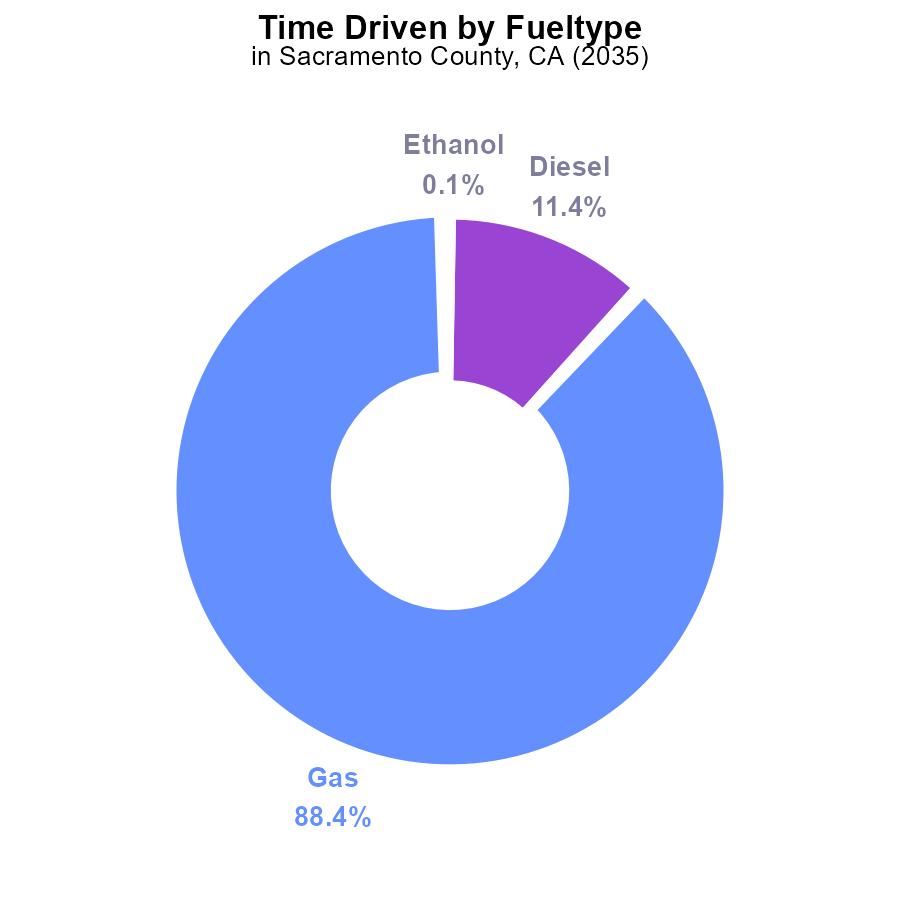 Time Driven by Fueltype
in Sacramento County, CA (2035)
Ethanol
0.1%
Diesel
11.4%
Gas
88.4%